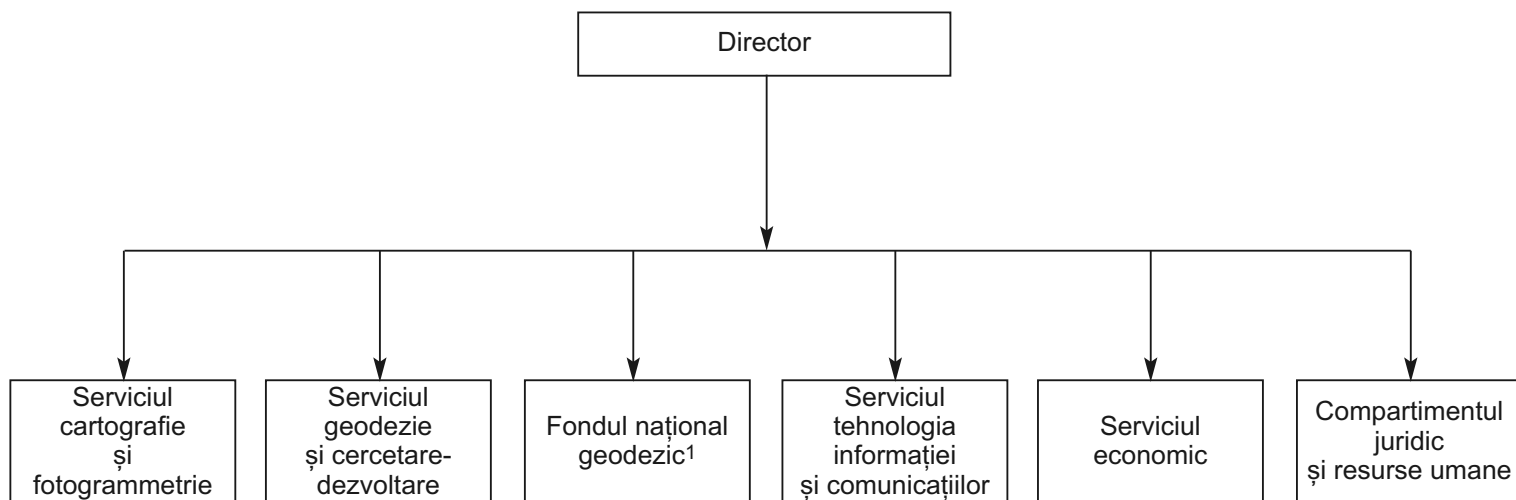 Director
Serviciul
cartografie
și
fotogrammetrie
Serviciul
geodezie
și cercetare-
dezvoltare
Fondul național
geodezic¹
Serviciul
tehnologia
informației
și comunicațiilor
Serviciul
economic
Compartimentul
juridic
și resurse umane